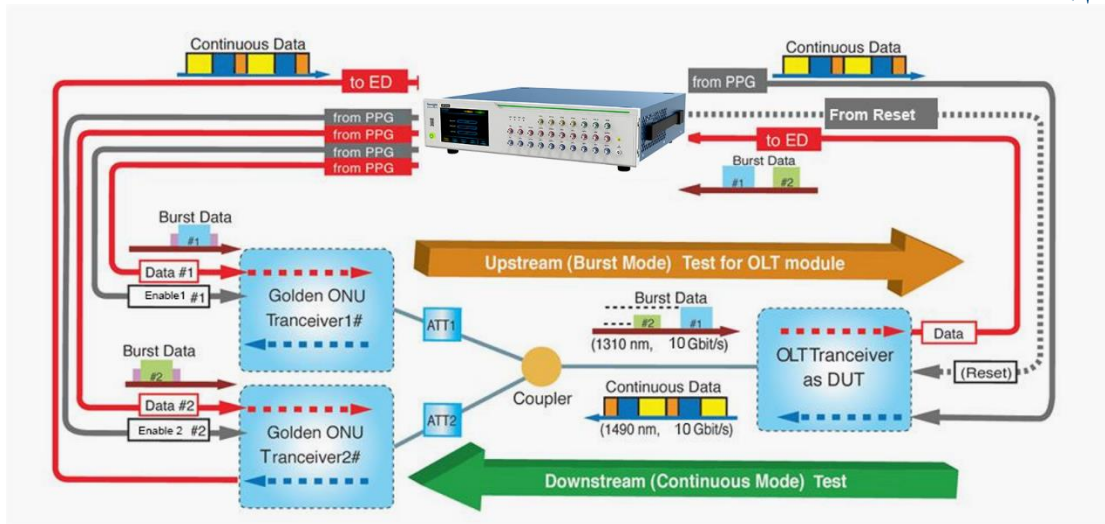 Continuous Data
to ED
from PPG
from PPG
from PPG
from PPG
Continuous Data
from PPG
From Reset
to ED
Burst Data
#1
#2
Burst Data
#1
Data #1
Enable1 #1
Golden ONU
Tranceiver1#
Upstream (Burst Mode) Test for OLT module
ATT1
Burst Data
#2
#1
(1310 nm, 10 Gbit/s)
Coupler
OLT Tranceiver
as DUT
Data
(Reset)
Burst Data
#2
Data #2
Enable 2 #2
Golden ONU
Tranceiver2#
ATT2
Continuous Data
(1490 nm, 10 Gbit/s)
Downstream (Continuous Mode) Test